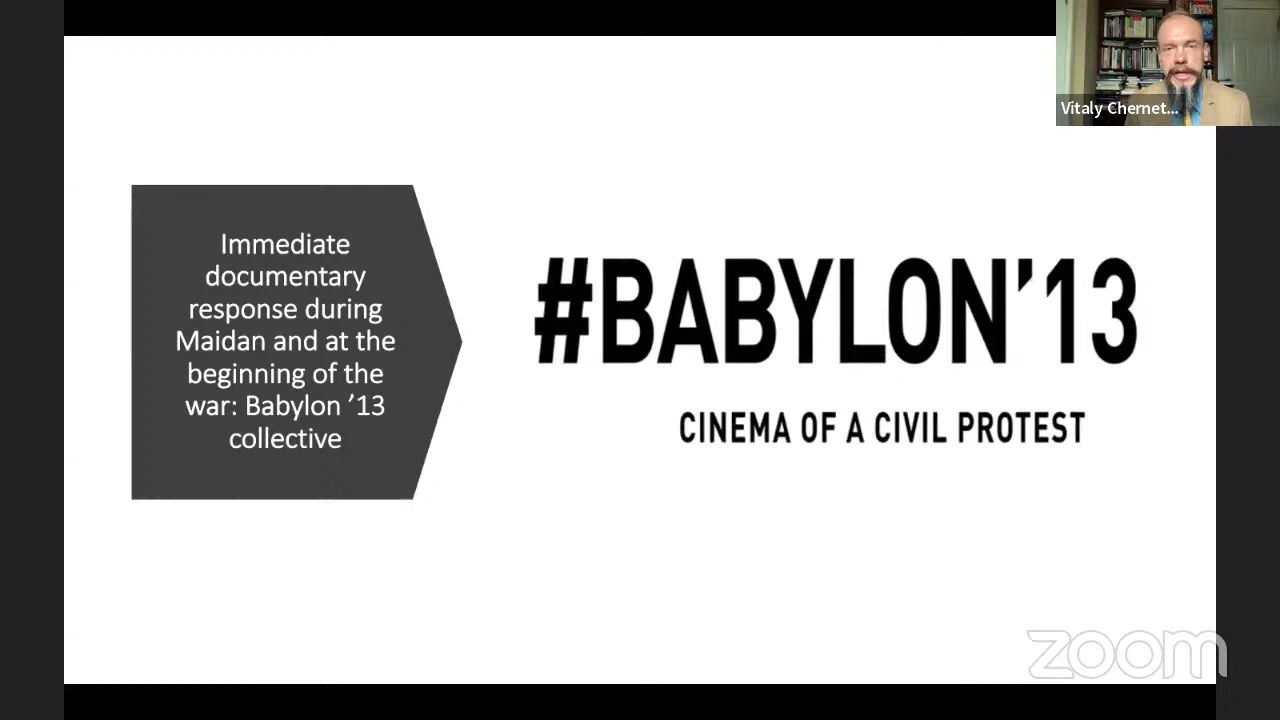 Vitaly Chernet...
Immediate
documentary
response during
Maidan and at the
beginning of the
war: Babylon ’13
collective
#BABYLON’13
CINEMA OF A CIVIL PROTEST
zoom